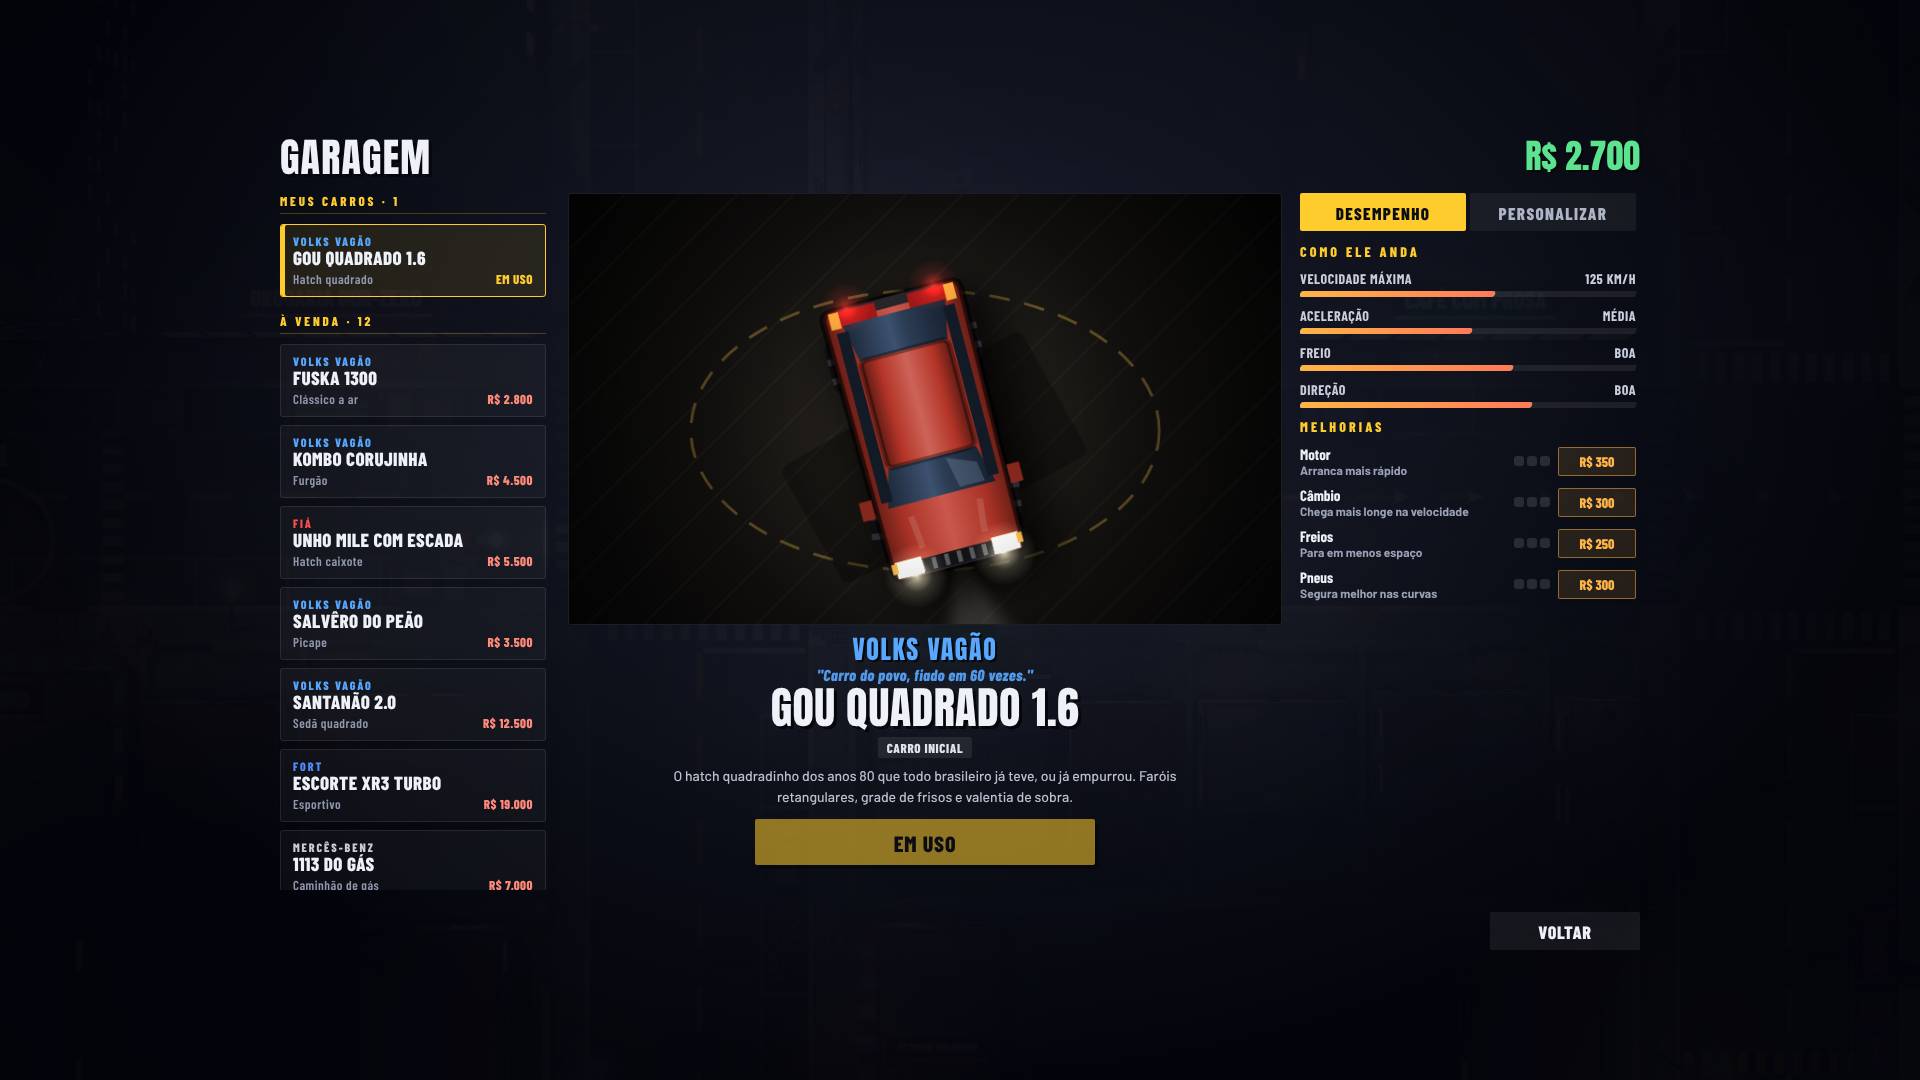 GARAGEM
R$ 2.700
MEUS CARROS · 1
VOLKS VAGÃO
GOU QUADRADO 1.6
Hatch quadrado
EM USO
À VENDA · 12
VOLKS VAGÃO
FUSKA 1300
Clássico a ar
R$ 2.800
VOLKS VAGÃO
KOMBO CORUJINHA
Furgão
R$ 4.500
FIÁ
UNHO MILE COM ESCADA
Hatch caixote
R$ 5.500
VOLKS VAGÃO
SALVÊRO DO PEÃO
Picape
R$ 3.500
VOLKS VAGÃO
SANTANÃO 2.0
Sedã quadrado
R$ 12.500
FORT
ESCORTE XR3 TURBO
Esportivo
R$ 19.000
MERCÊS-BENZ
1113 DO GÁS
Caminhão de gás
R$ 7.000
VOLKS VAGÃO
"Carro do povo, fiado em 60 vezes."
GOU QUADRADO 1.6
CARRO INICIAL
O hatch quadradinho dos anos 80 que todo brasileiro já teve, ou já empurrou. Faróis
retangulares, grade de frisos e valentia de sobra.
EM USO
DESEMPENHO
PERSONALIZAR
COMO ELE ANDA
VELOCIDADE MÁXIMA
125 KM/H
ACELERAÇÃO
MÉDIA
FREIO
BOA
DIREÇÃO
BOA
MELHORIAS
Motor
Arranca mais rápido
R$ 350
Câmbio
Chega mais longe na velocidade
R$ 300
Freios
Para em menos espaço
R$ 250
Pneus
Segura melhor nas curvas
R$ 300
VOLTAR